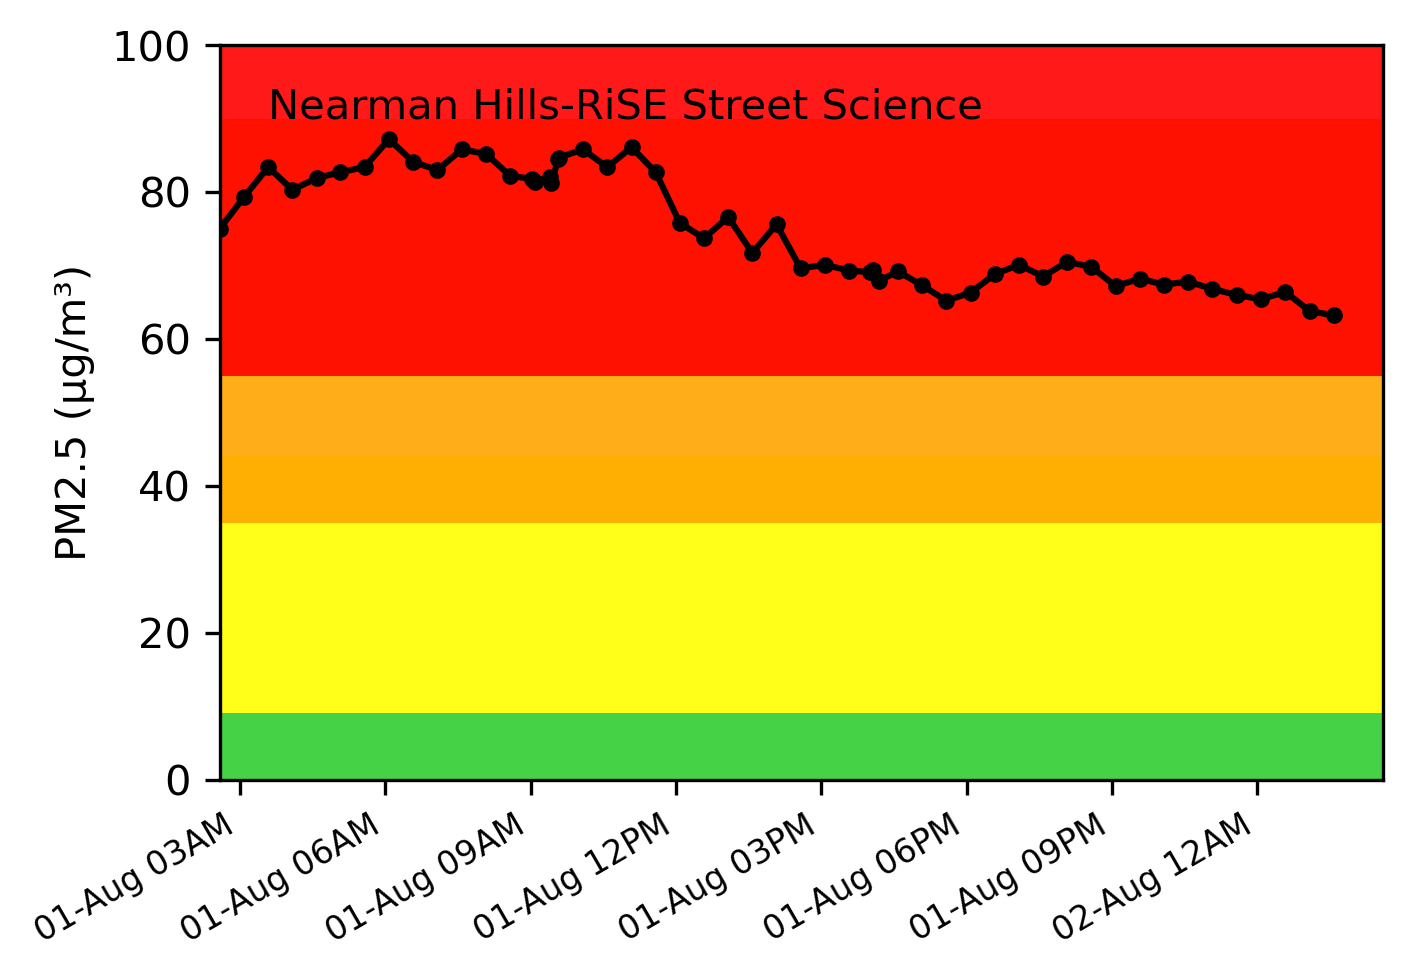 100
Nearman Hills-RiSE Street Science
80
60
40
20
0
PM2.5 (µg/m³)
01-Aug 03AM
01-Aug 06AM
01-Aug 09AM
01-Aug 12PM
01-Aug 03PM
01-Aug 06PM
01-Aug 09PM
02-Aug 12AM